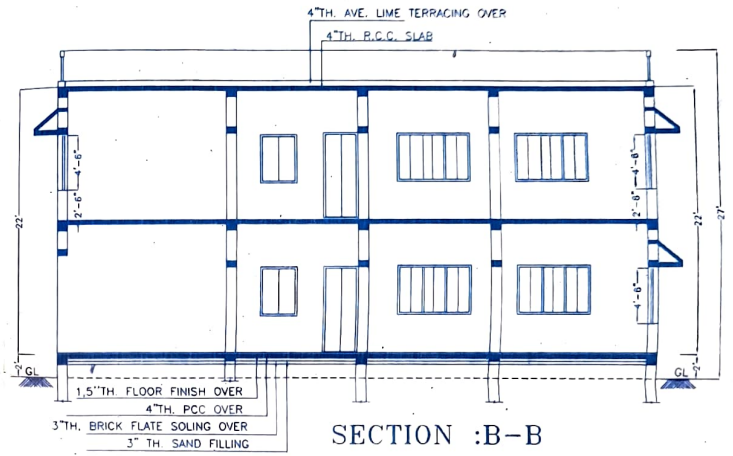 4"TH. AVE. LIME TERRACING OVER
4"TH. R.C.C. SLAB
4'-6"
2'-6"
22'
2'
GL
4'-6"
2'-6"
4'-6"
22'
27'
2'
GL
1.5"TH. FLOOR FINISH OVER
4"TH. PCC OVER
3"TH. BRICK FLATE SOLING OVER
3" TH. SAND FILLING
SECTION :B-B